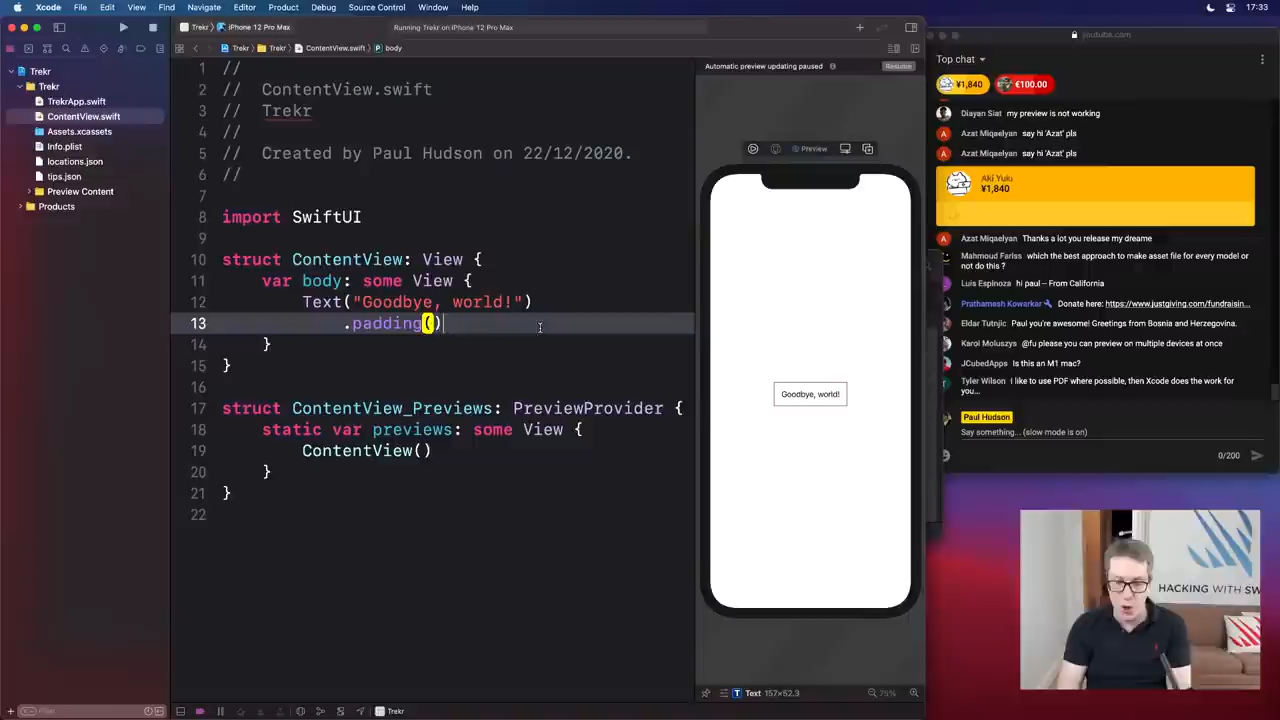 Xcode File Edit View Find Navigate Editor Product Debug Source Control Window Help
17:33
Trekr iPhone 12 Pro Max
Running Trekr on iPhone 12 Pro Max
Trekr Trekr ContentView.swift body
Trekr
Trekr
TrekrApp.swift
ContentView.swift
Assets.xcassets
Info.plist
locations.json
tips.json
Preview Content
Products
Filter
1 //
2 // ContentView.swift
3 // Trekr
4 //
5 // Created by Paul Hudson on 22/12/2020.
6 //
7
8 import SwiftUI
9
10 struct ContentView: View {
11 var body: some View {
12 Text("Goodbye, world!")
13 .padding()
14 }
15 }
16
17 struct ContentView_Previews: PreviewProvider {
18 static var previews: some View {
19 ContentView()
20 }
21 }
22
Trekr
Automatic preview updating paused
Resume
Preview
Goodbye, world!
Text 157×52.3
75%
youtube.com
Top chat
¥1,840 €100.00
Diayan Siat my preview is not working
A Azat Miqaelyan say hi 'Azat' pls
A Azat Miqaelyan say hi 'Azat' pls
Aki Yuki
¥1,840
A Azat Miqaelyan Thanks a lot you release my dreame
Mahmoud Fariss which the best approach to make asset file for every model or
not do this ?
Luis Espinoza hi paul -- From California
Prathamesh Kowarkar Donate here: https://www.justgiving.com/fundraisin...
Eldar Tutnjic Paul you're awesome! Greetings from Bosnia and Herzegovina.
Karol Moluszys @fu please you can preview on multiple devices at once
JCubedApps Is this an M1 mac?
Tyler Wilson I like to use PDF where possible, then Xcode does the work for
you...
Paul Hudson
Say something... (slow mode is on)
0/200
HACKING WITH SW